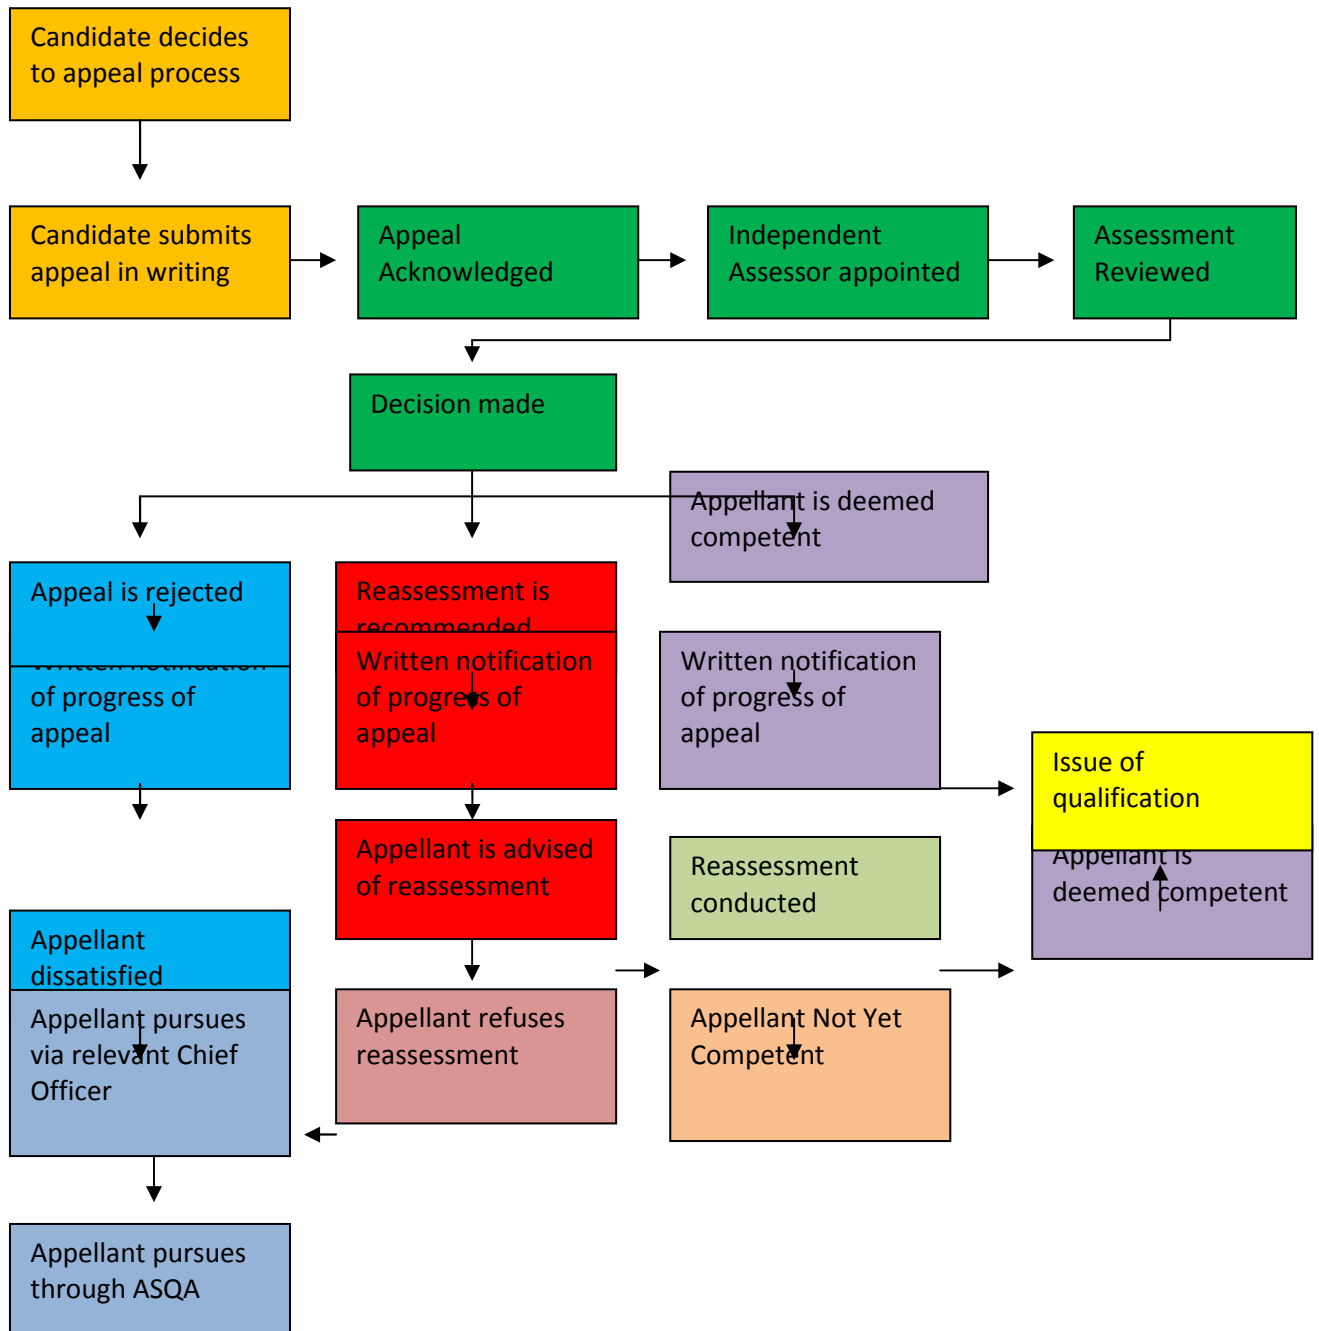 Candidate decides
to appeal process
Candidate submits
appeal in writing
Appeal
Acknowledged
Independent
Assessor appointed
Assessment
Reviewed
Decision made
Appellant is deemed
competent
Appeal is rejected
Written notification
of progress of
appeal
Reassessment is
recommended
Written notification
of progress of
appeal
Written notification
of progress of
appeal
Issue of
qualification
Appellant is advised
of reassessment
Reassessment
conducted
Appellant is
deemed competent
Appellant
dissatisfied
Appellant pursues
via relevant Chief
Officer
Appellant refuses
reassessment
Appellant Not Yet
Competent
Appellant pursues
through ASQA